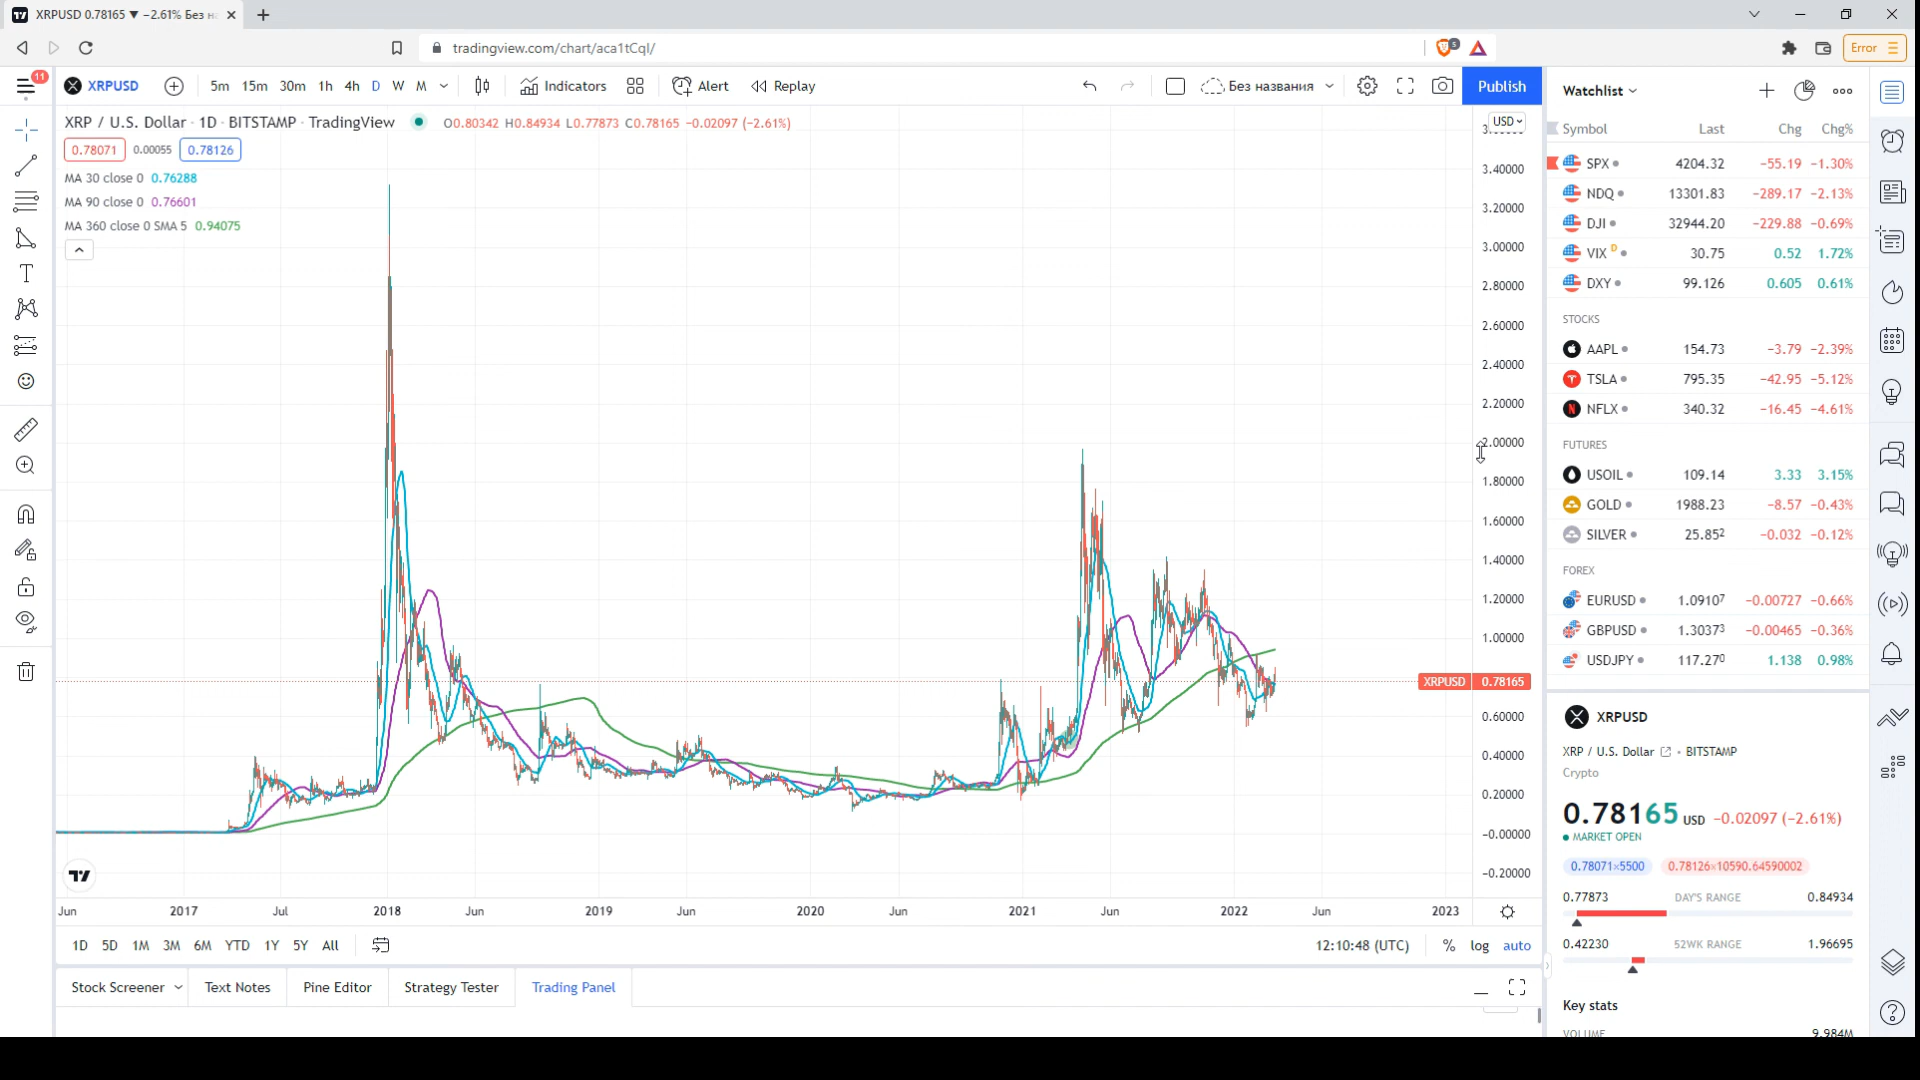 XRPUSD 0.78165 ▼ −2.61% Без н
tradingview.com/chart/aca1tCql/
5
Error
11
XRPUSD
5m 15m 30m 1h 4h D W M
Indicators
Alert
Replay
Без названия
Publish
XRP / U.S. Dollar · 1D · BITSTAMP · TradingView
O0.80342 H0.84934 L0.77873 C0.78165 −0.02097 (−2.61%)
0.78071 0.00055 0.78126
MA 30 close 0 0.76288
MA 90 close 0 0.76601
MA 360 close 0 SMA 5 0.94075
USD
3.40000
3.20000
3.00000
2.80000
2.60000
2.40000
2.20000
2.00000
1.80000
1.60000
1.40000
1.20000
1.00000
XRPUSD 0.78165
0.60000
0.40000
0.20000
−0.00000
−0.20000
Jun 2017 Jul 2018 Jun 2019 Jun 2020 Jun 2021 Jun 2022 Jun 2023
1D 5D 1M 3M 6M YTD 1Y 5Y All
12:10:48 (UTC) % log auto
Stock Screener Text Notes Pine Editor Strategy Tester Trading Panel
Watchlist
Symbol Last Chg Chg%
SPX 4204.32 −55.19 −1.30%
NDQ 13301.83 −289.17 −2.13%
DJI 32944.20 −229.88 −0.69%
VIX D 30.75 0.52 1.72%
DXY 99.126 0.605 0.61%
STOCKS
AAPL 154.73 −3.79 −2.39%
TSLA 795.35 −42.95 −5.12%
NFLX 340.32 −16.45 −4.61%
FUTURES
USOIL 109.14 3.33 3.15%
GOLD 1988.23 −8.57 −0.43%
SILVER 25.85² −0.032 −0.12%
FOREX
EURUSD 1.0910⁷ −0.00727 −0.66%
GBPUSD 1.3037³ −0.00465 −0.36%
USDJPY 117.27⁰ 1.138 0.98%
XRPUSD
XRP / U.S. Dollar • BITSTAMP
Crypto
0.78165 USD −0.02097 (−2.61%)
MARKET OPEN
0.78071×5500 0.78126×10590.64590002
0.77873 DAY'S RANGE 0.84934
0.42230 52WK RANGE 1.96695
Key stats
VOLUME 9.984M